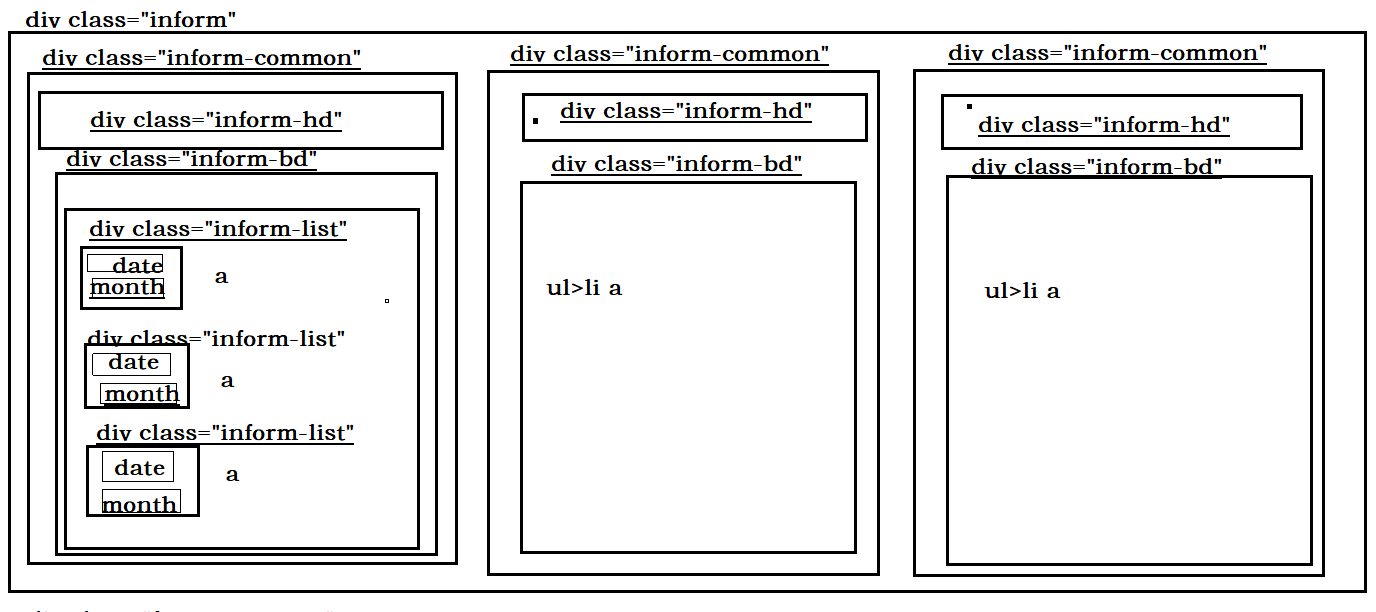 div class="inform"
div class="inform-common"
div class="inform-hd"
div class="inform-bd"
div class="inform-list"
date
month
a
div class="inform-list"
date
month
a
div class="inform-list"
date
month
a
div class="inform-common"
div class="inform-hd"
div class="inform-bd"
ul>li a
div class="inform-common"
div class="inform-hd"
div class="inform-bd"
ul>li a